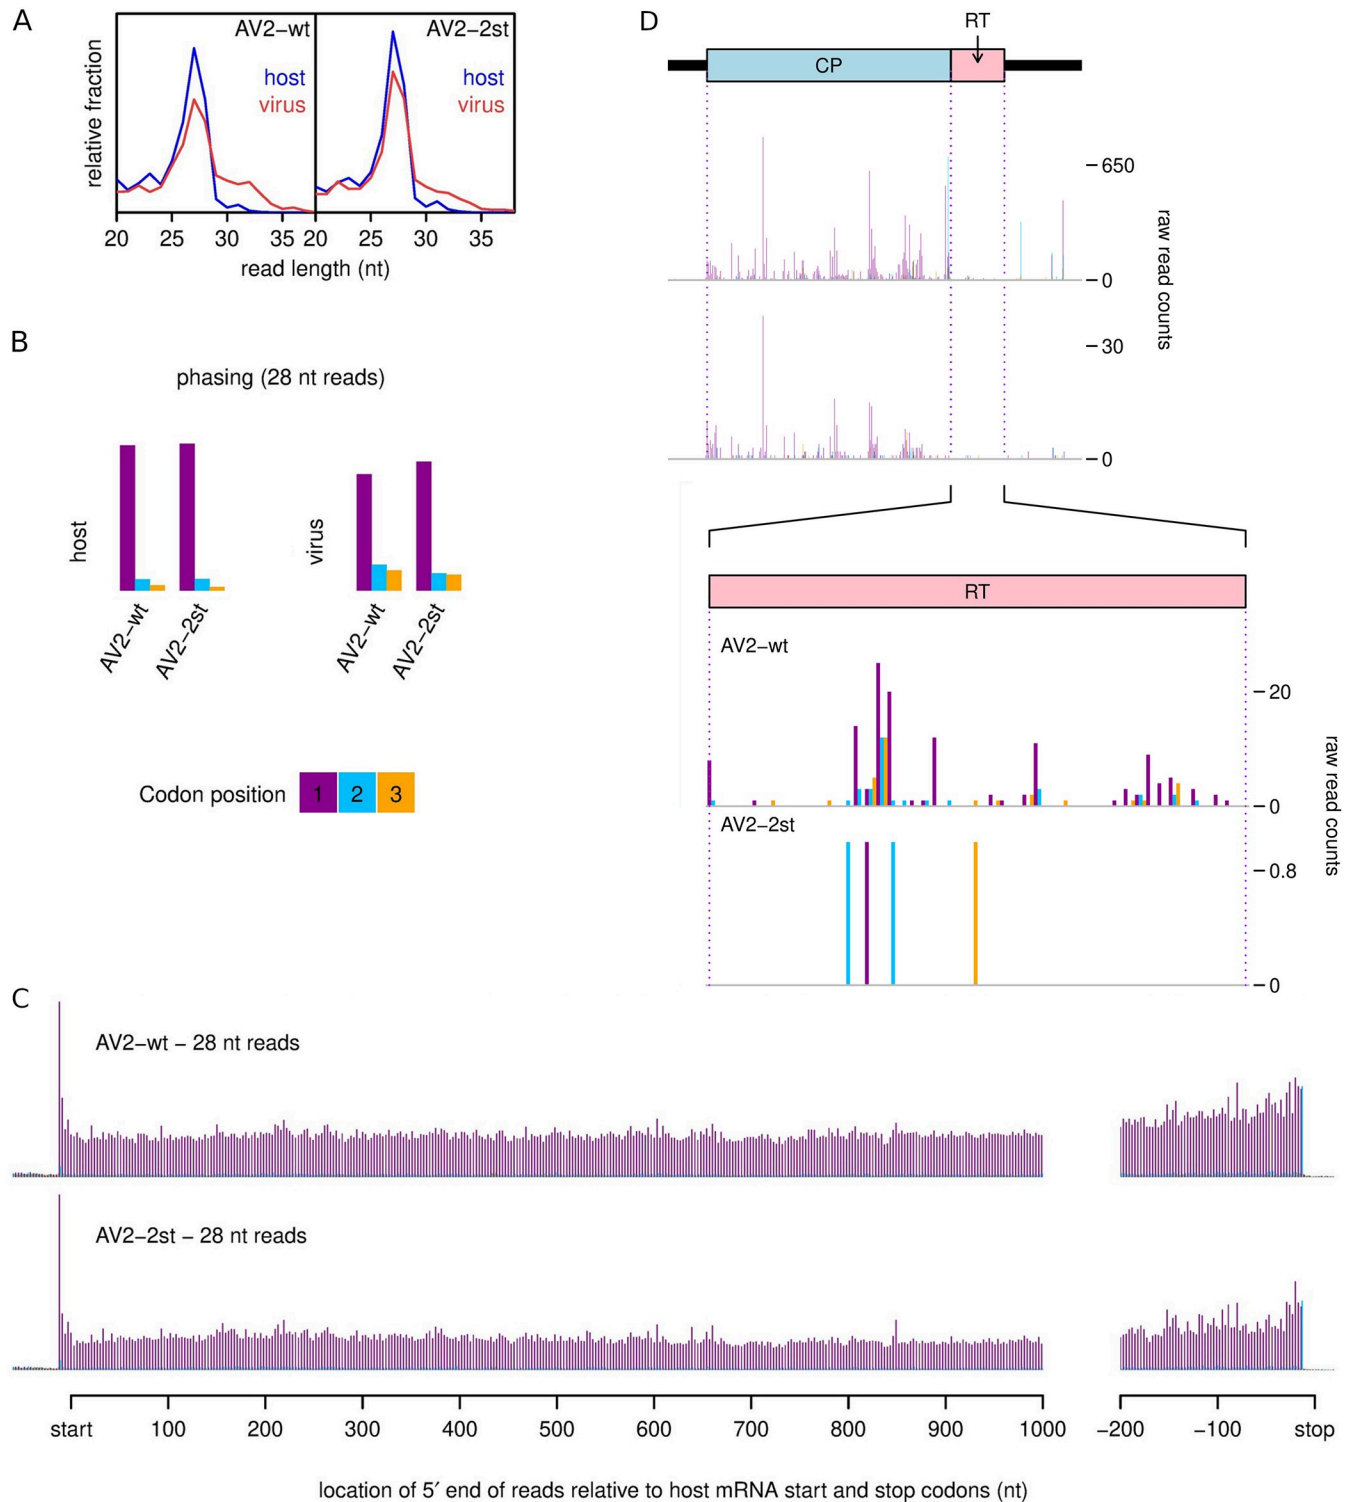 A
AV2−wt
AV2−2st
host
virus
host
virus
relative fraction
20 25 30 35 20 25 30 35
read length (nt)
B
phasing (28 nt reads)
host
AV2−wt
AV2−2st
virus
AV2−wt
AV2−2st
Codon position 1 2 3
D
RT
CP
650
0
30
0
raw read counts
RT
AV2−wt
20
0
AV2−2st
0.8
0
raw read counts
C
AV2−wt − 28 nt reads
AV2−2st − 28 nt reads
start 100 200 300 400 500 600 700 800 900 1000 −200 −100 stop
location of 5′ end of reads relative to host mRNA start and stop codons (nt)